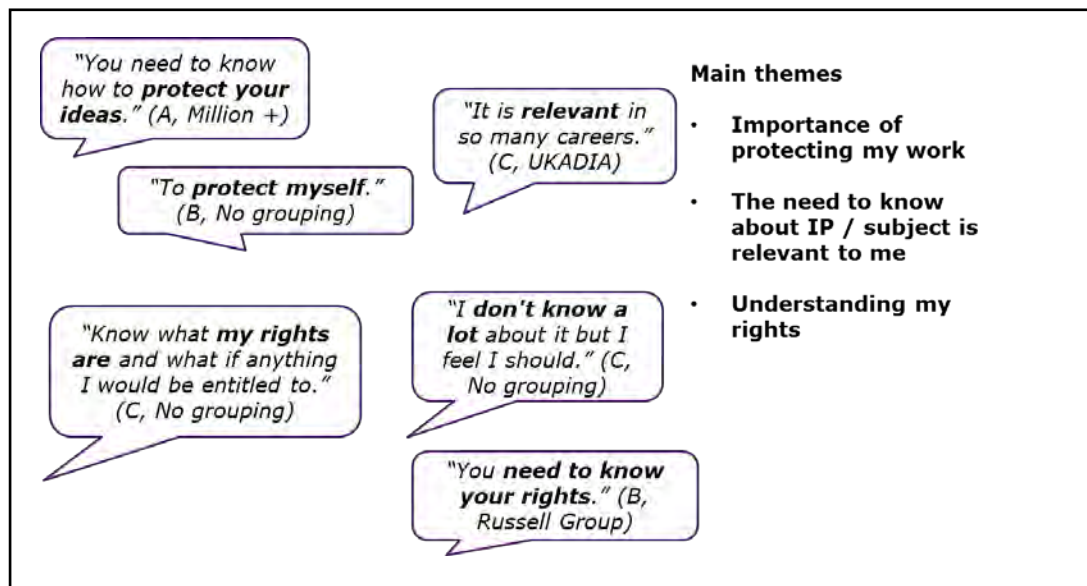 “You need to know
how to protect your
ideas.” (A, Million +)
“It is relevant in
so many careers.”
(C, UKADIA)
“To protect myself.”
(B, No grouping)
“Know what my rights
are and what if anything
I would be entitled to.”
(C, No grouping)
“I don't know a
lot about it but I
feel I should.” (C,
No grouping)
“You need to know
your rights.” (B,
Russell Group)
Main themes
• Importance of
protecting my work
• The need to know
about IP / subject is
relevant to me
• Understanding my
rights